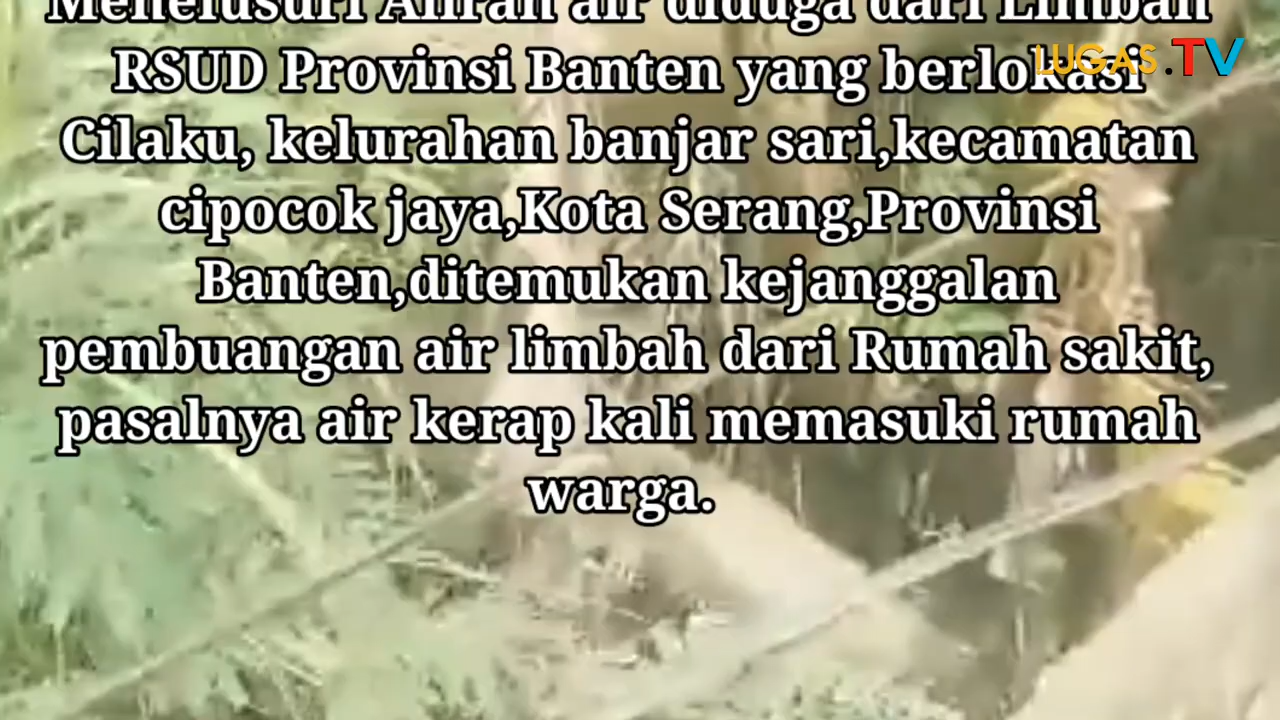 Menelusuri Aliran air diduga dari Limbah
LUGAS.TV
RSUD Provinsi Banten yang berlokasi
Cilaku, kelurahan banjar sari,kecamatan
cipocok jaya,Kota Serang,Provinsi
Banten,ditemukan kejanggalan
pembuangan air limbah dari Rumah sakit,
pasalnya air kerap kali memasuki rumah
warga.